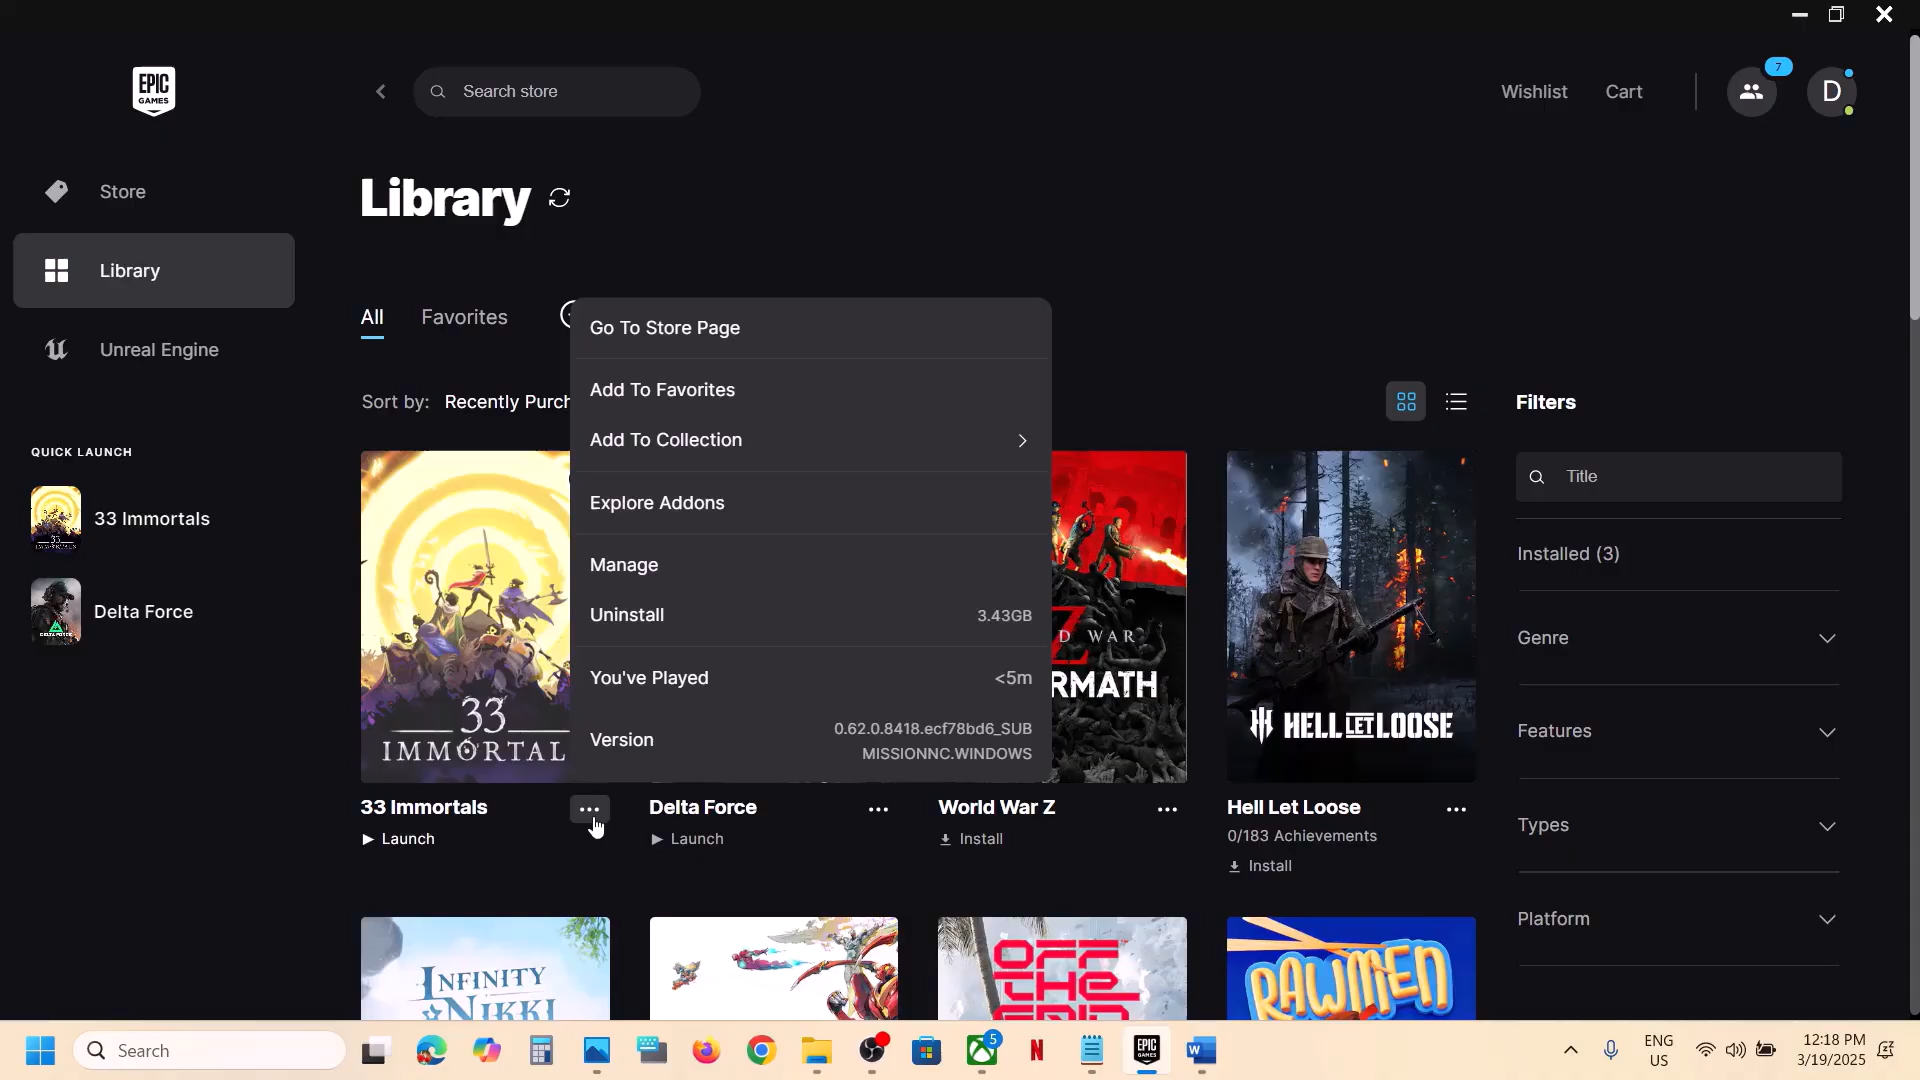 EPIC
GAMES
Search store
Wishlist
Cart
7
D
Store
Library
Unreal Engine
QUICK LAUNCH
33 Immortals
Delta Force
Library
All
Favorites
Sort by:
Recently Purch
Go To Store Page
Add To Favorites
Add To Collection
Explore Addons
Manage
Uninstall 3.43GB
You've Played <5m
Version 0.62.0.8418.ecf78bd6_SUB
MISSIONNC.WINDOWS
33
IMMORTAL
D WAR
Z
RMATH
HELL LET LOOSE
33 Immortals
Launch
Delta Force
Launch
World War Z
Install
Hell Let Loose
0/183 Achievements
Install
INFINITY
NIKKI
OFF
THE
GRID
RAWMEN
Filters
Title
Installed (3)
Genre
Features
Types
Platform
Search
5
N
EPIC
GAMES
W
ENG
US
12:18 PM
3/19/2025